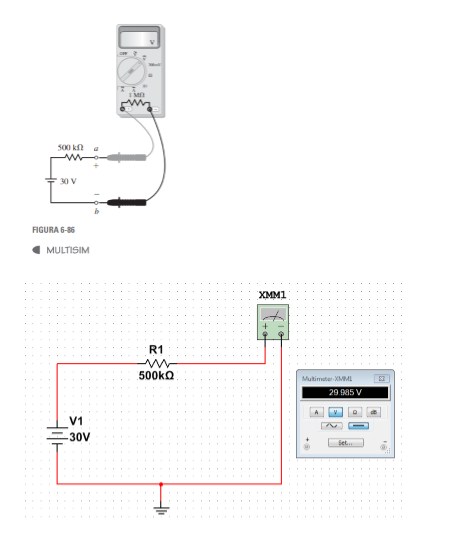 V
OFF
1 MΩ
500 kΩ a
+
30 V
−
b
FIGURA 6-86
MULTISIM
XMM1
+ −
R1
500kΩ
V1
30V
Multimeter-XMM1
29.985 V
A V Ω dB
Set...
+ −